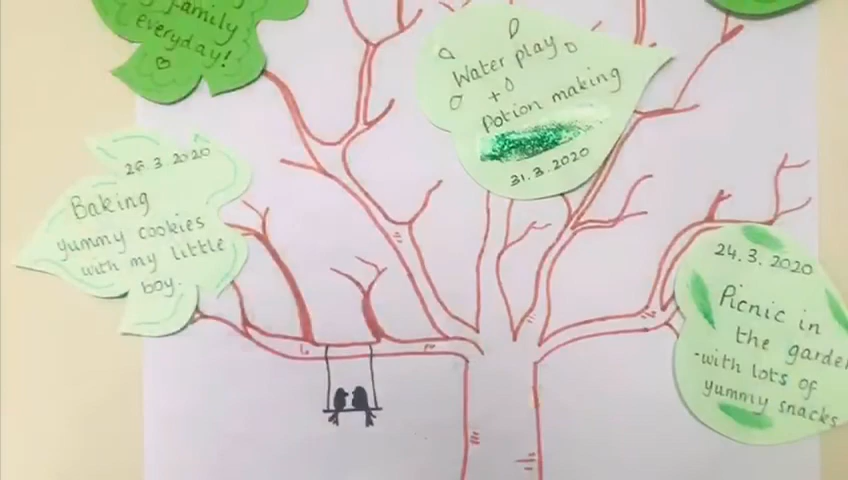 family
everyday!
Water play
+
Potion making
31.3.2020
26.3.2020
Baking
yummy cookies
with my little
boy.
24.3.2020
Picnic in
the garden
-with lots of
yummy snacks